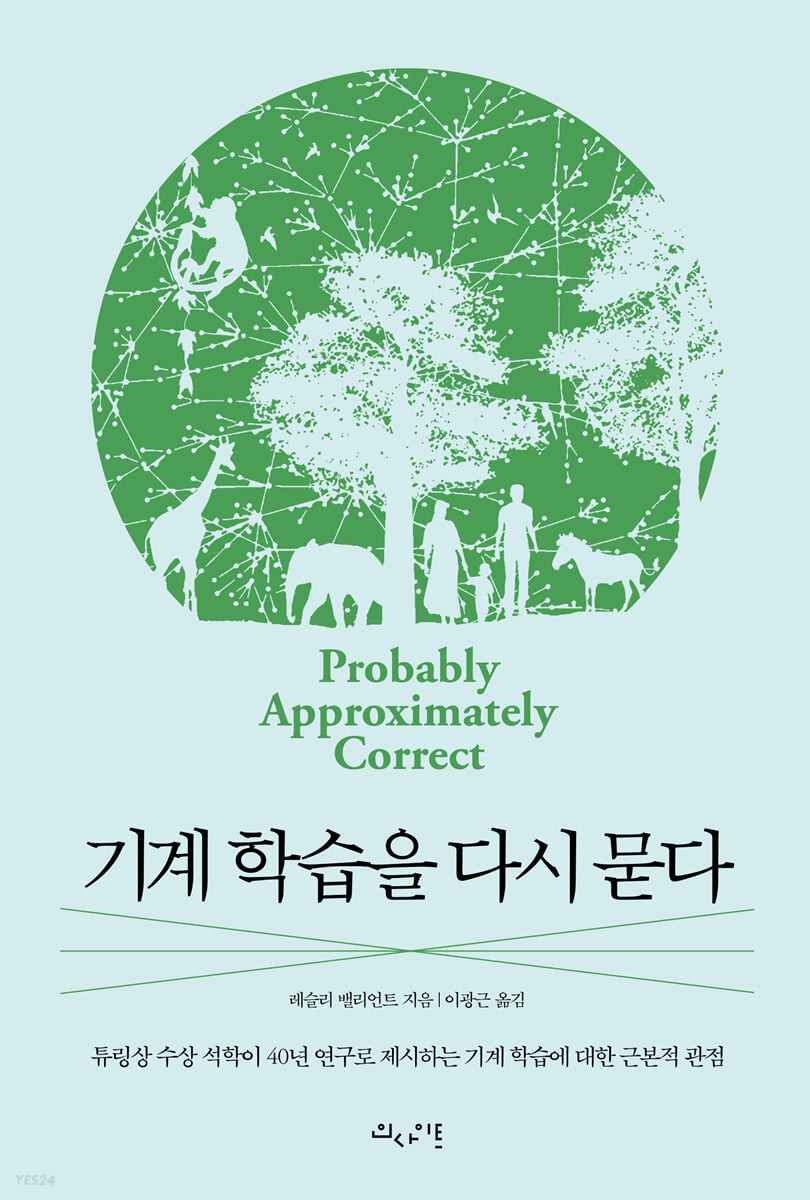 Probably
Approximately
Correct
기계 학습을 다시 묻다
레슬리 밸리언트 지음 | 이광근 옮김
튜링상 수상 석학이 40년 연구로 제시하는 기계 학습에 대한 근본적 관점
인사이트
YES24